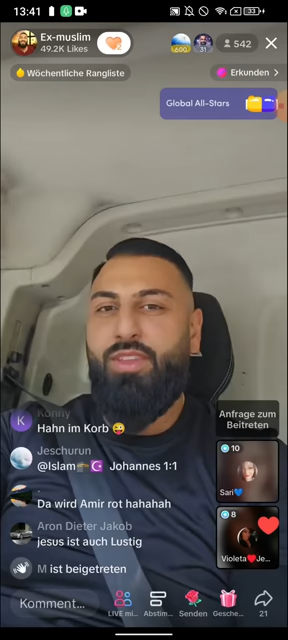 13:41
33
Ex-muslim
49.2K Likes
600
31
542
Wöchentliche Rangliste
Erkunden >
Global All-Stars
K
Konny
Hahn im Korb 😜
Jeschurun
@Islam🕋☪️ Johannes 1:1
.
Da wird Amir rot hahahah
Aron Dieter Jakob
jesus ist auch Lustig
M ist beigetreten
Anfrage zum
Beitreten
10
Sari💙
8
Violeta❤️Je...
Komment...
LIVE mi...
Abstim...
Senden
Gesche...
21